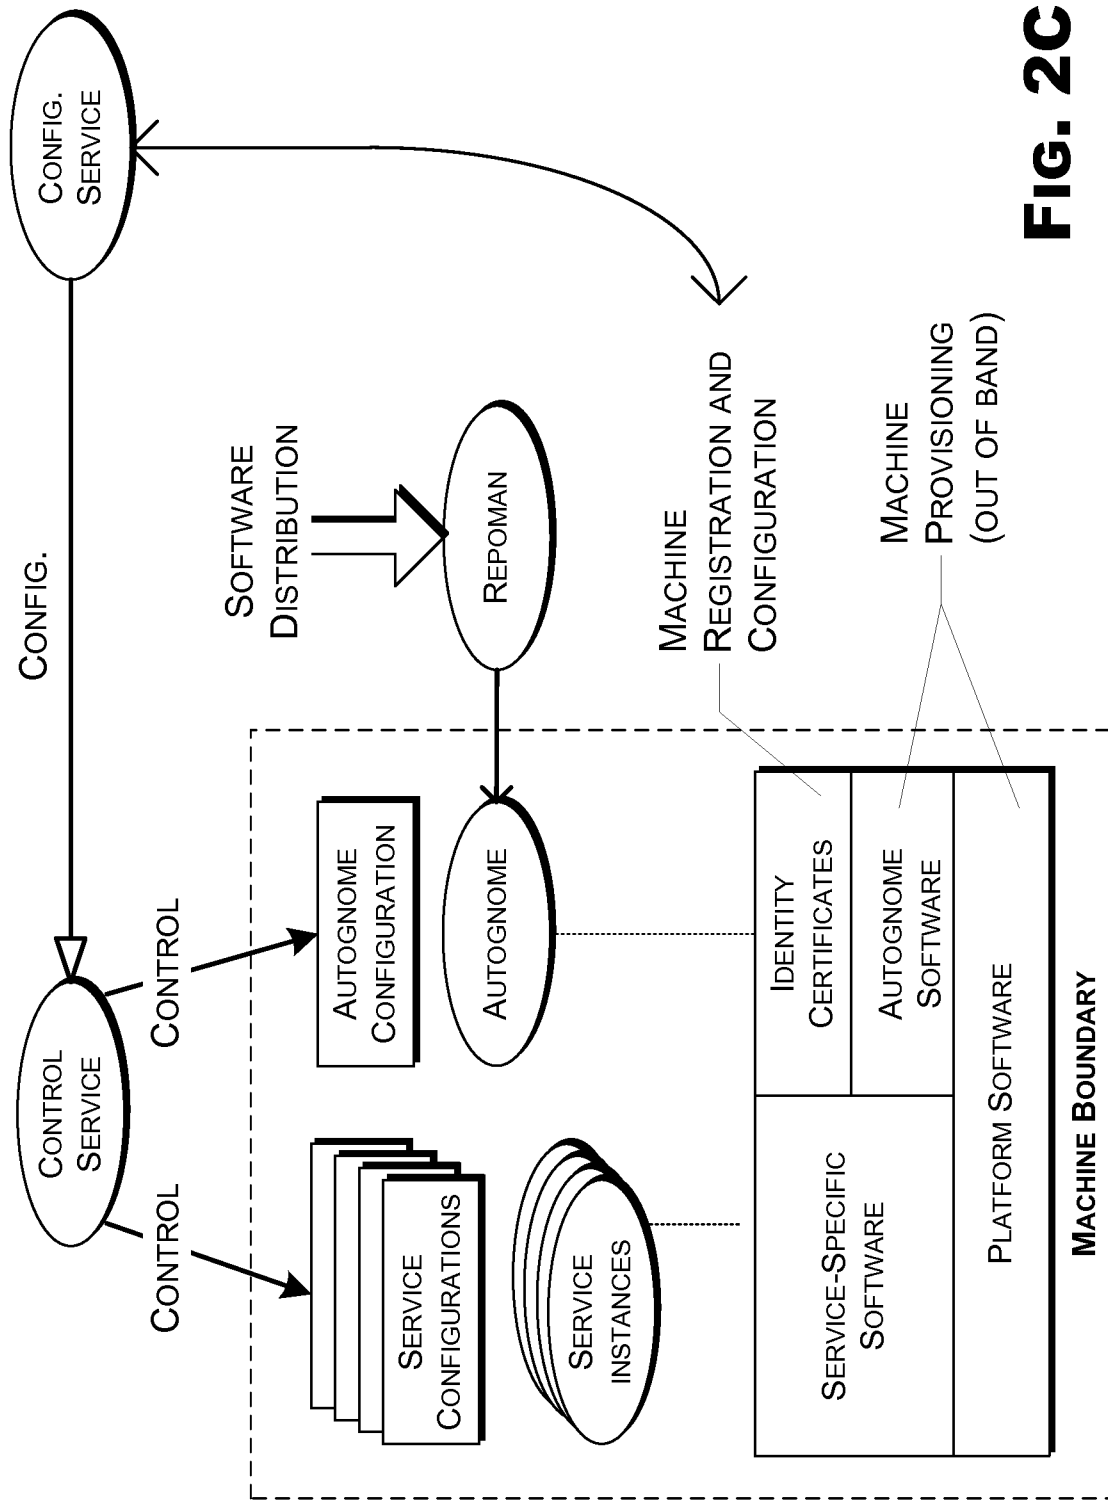 CONFIG.
CONTROL
SERVICE
CONFIG.
SERVICE
CONTROL
CONTROL
SOFTWARE
DISTRIBUTION
SERVICE
CONFIGURATIONS
AUTOGNOME
CONFIGURATION
SERVICE
INSTANCES
AUTOGNOME
REPOMAN
MACHINE
REGISTRATION AND
CONFIGURATION
SERVICE-SPECIFIC
SOFTWARE
IDENTITY
CERTIFICATES
AUTOGNOME
SOFTWARE
MACHINE
PROVISIONING
(OUT OF BAND)
PLATFORM SOFTWARE
MACHINE BOUNDARY
FIG. 2C